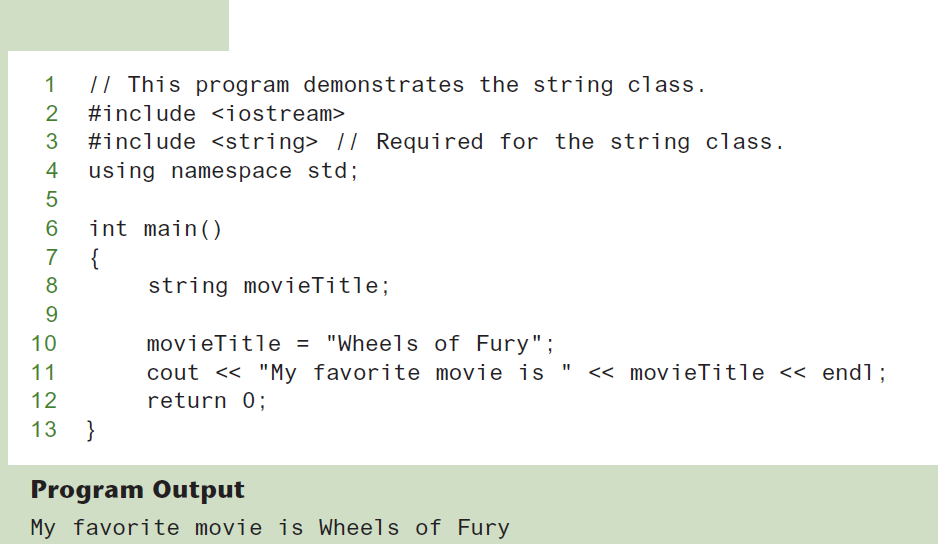 1 // This program demonstrates the string class.
2 #include <iostream>
3 #include <string> // Required for the string class.
4 using namespace std;
5
6 int main()
7 {
8 string movieTitle;
9
10 movieTitle = "Wheels of Fury";
11 cout << "My favorite movie is " << movieTitle << endl;
12 return 0;
13 }
Program Output
My favorite movie is Wheels of Fury